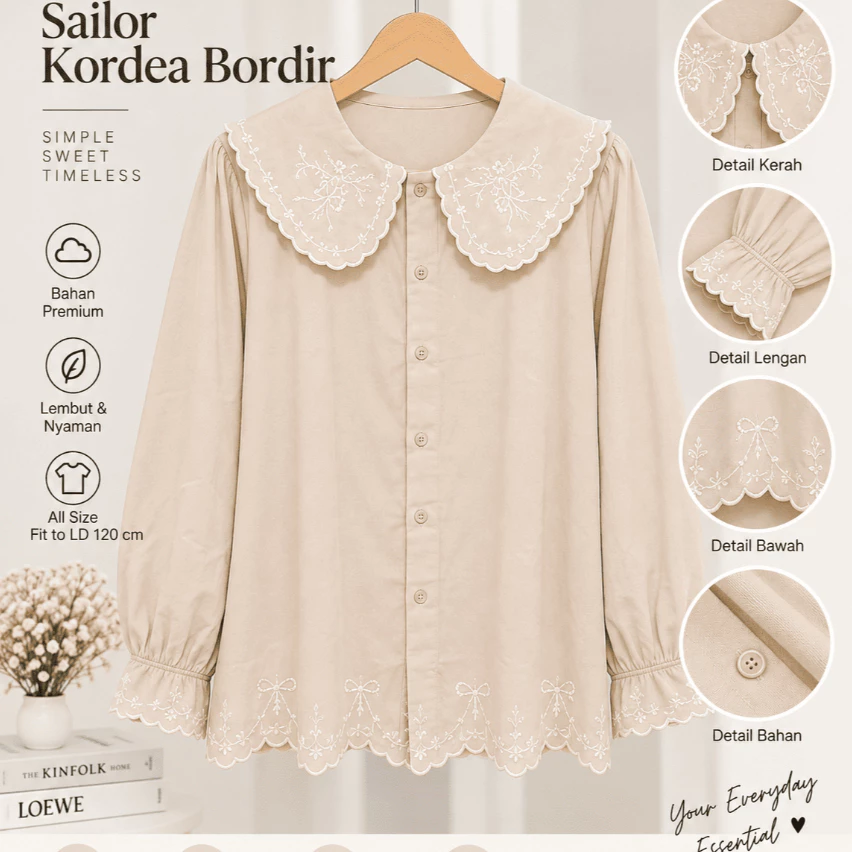 Sailor
Kordea Bordir
SIMPLE
SWEET
TIMELESS
Bahan
Premium
Lembut &
Nyaman
All Size
Fit to LD 120 cm
Detail Kerah
Detail Lengan
Detail Bawah
Detail Bahan
THE KINFOLK HOME
LOEWE
Your Everyday
Essential ♥